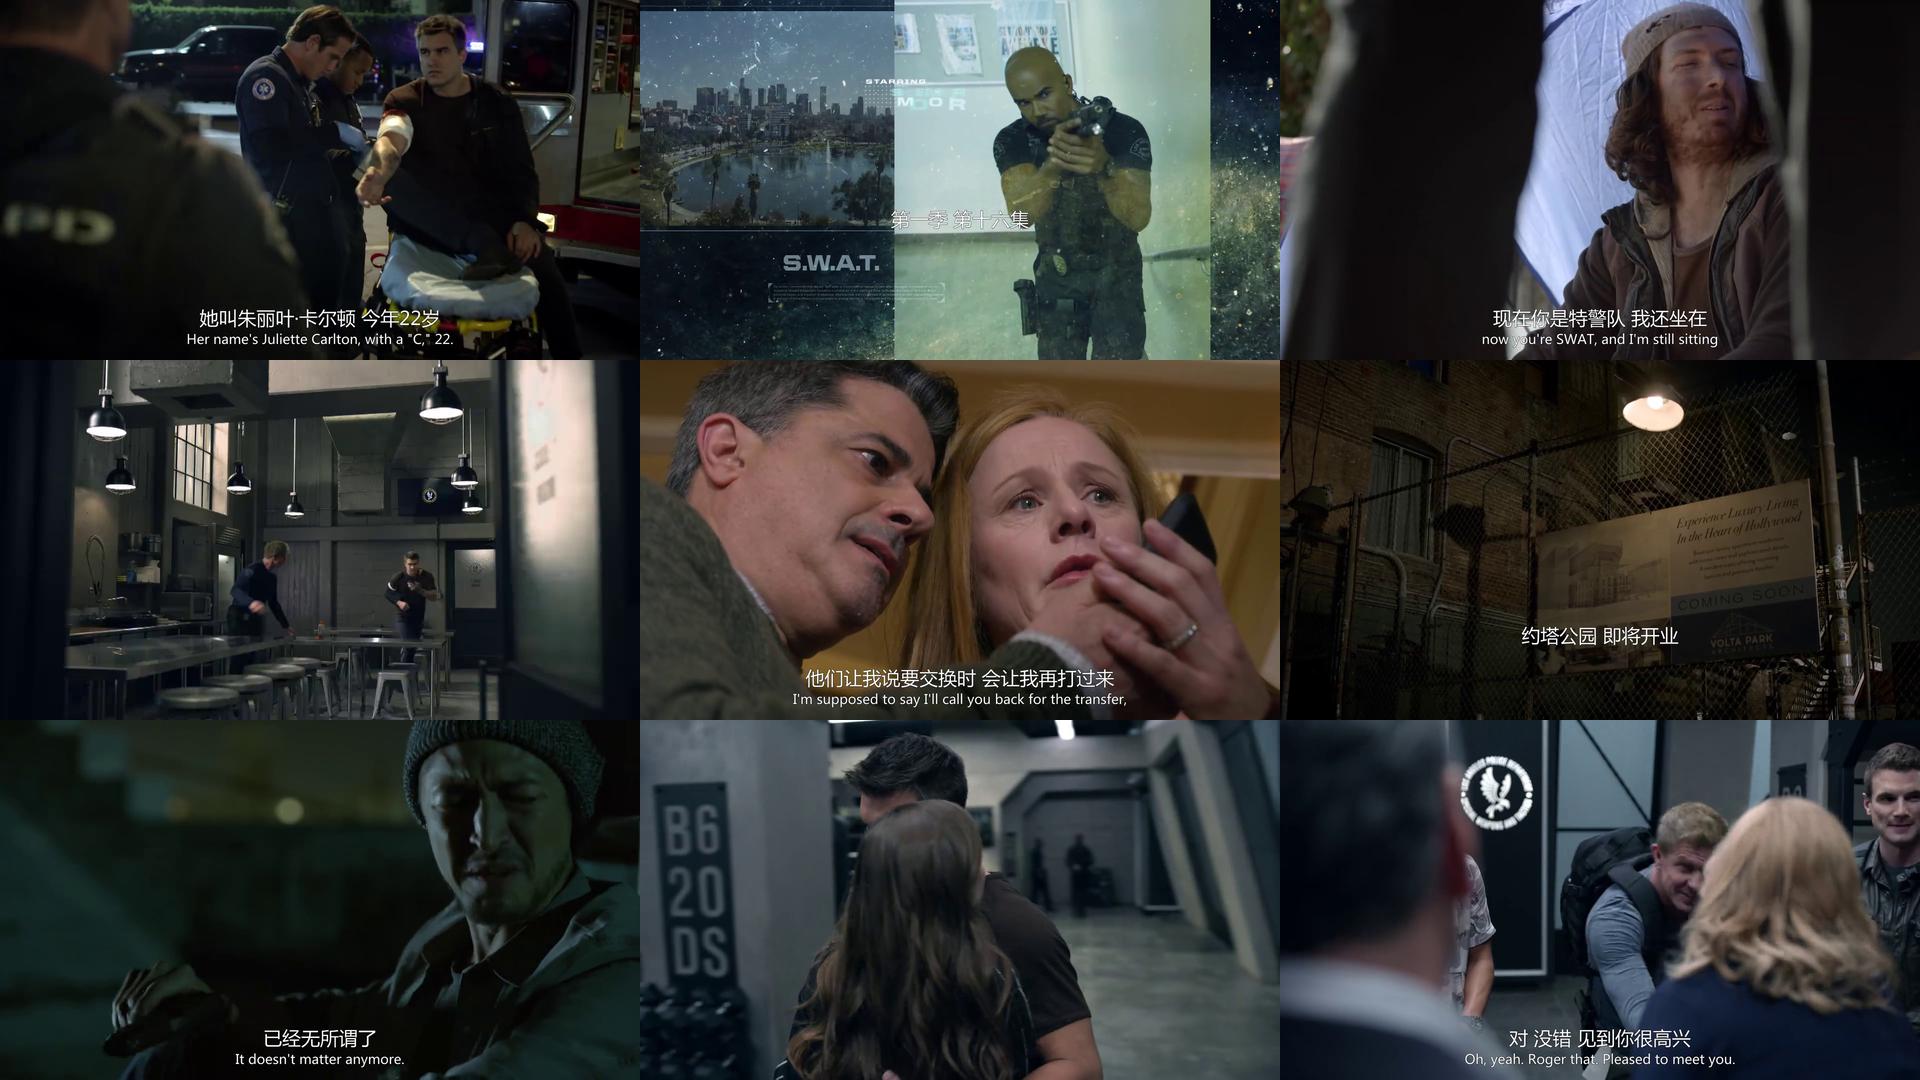 PD
她叫朱丽叶·卡尔顿 今年22岁
Her name's Juliette Carlton, with a "C," 22.
STARRING
第一季 第十六集
S.W.A.T.
现在你是特警队 我还坐在
now you're SWAT, and I'm still sitting
他们让我说要交换时 会让我再打过来
I'm supposed to say I'll call you back for the transfer,
Experience Luxury Living
In the Heart of Hollywood
COMING SOON
VOLTA PARK
约塔公园 即将开业
已经无所谓了
It doesn't matter anymore.
B6
20
DS
对 没错 见到你很高兴
Oh, yeah. Roger that. Pleased to meet you.